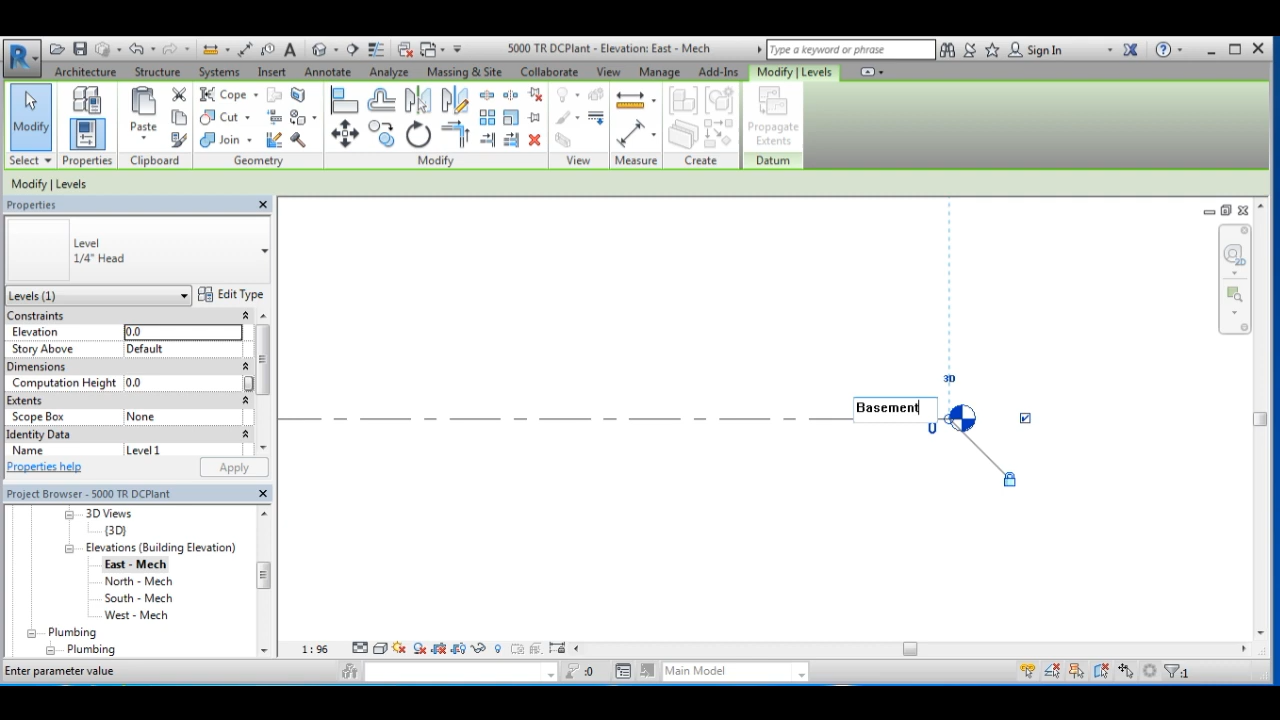 5000 TR DCPlant - Elevation: East - Mech
Type a keyword or phrase
Sign In
Architecture Structure Systems Insert Annotate Analyze Massing & Site Collaborate View Manage Add-Ins Modify | Levels
Modify
Paste
Cope
Cut
Join
Propagate
Extents
Select Properties Clipboard Geometry Modify View Measure Create Datum
Modify | Levels
Properties
Level
1/4" Head
Levels (1)
Edit Type
Constraints
Elevation 0.0
Story Above Default
Dimensions
Computation Height 0.0
Extents
Scope Box None
Identity Data
Name Level 1
Properties help
Apply
Project Browser - 5000 TR DCPlant
3D Views
{3D}
Elevations (Building Elevation)
East - Mech
North - Mech
South - Mech
West - Mech
Plumbing
Plumbing
3D
Basement
2D
1 : 96
Enter parameter value
:0
Main Model
:1